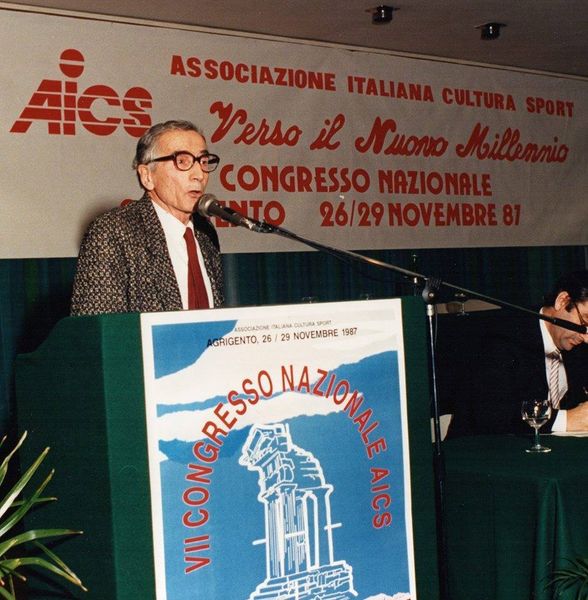 AiCS
ASSOCIAZIONE ITALIANA CULTURA SPORT
Verso il Nuovo Millennio
CONGRESSO NAZIONALE
26/29 NOVEMBRE 87
ASSOCIAZIONE ITALIANA CULTURA SPORT
AGRIGENTO, 26 / 29 NOVEMBRE 1987
VII CONGRESSO NAZIONALE AICS